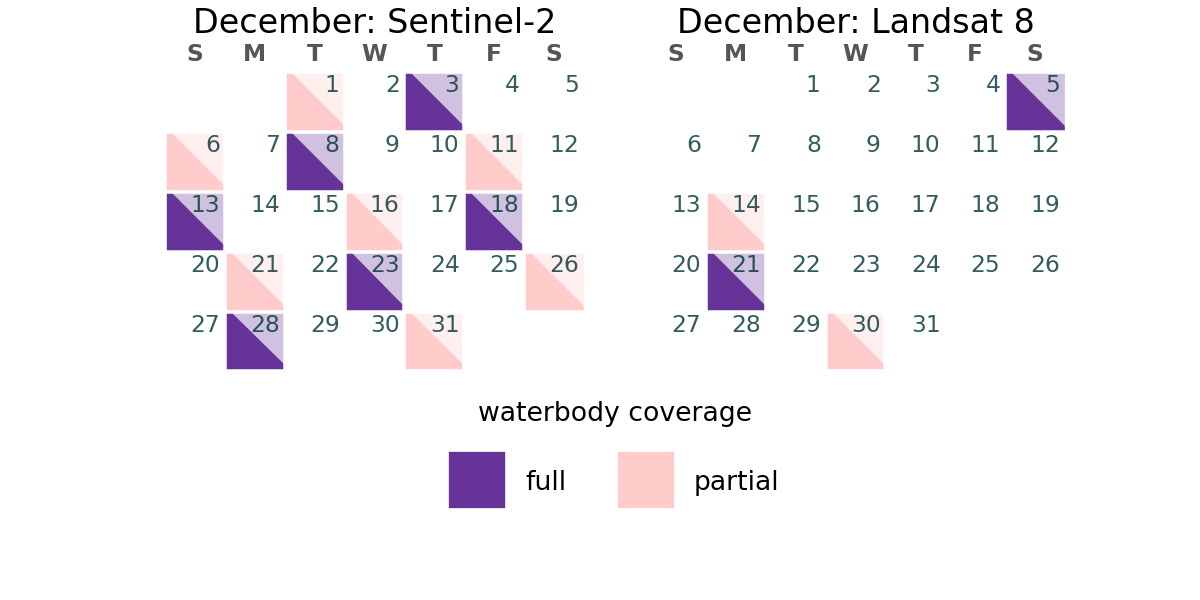 December: Sentinel-2
S M T W T F S
1 2 3 4 5
6 7 8 9 10 11 12
13 14 15 16 17 18 19
20 21 22 23 24 25 26
27 28 29 30 31
December: Landsat 8
S M T W T F S
1 2 3 4 5
6 7 8 9 10 11 12
13 14 15 16 17 18 19
20 21 22 23 24 25 26
27 28 29 30 31
waterbody coverage
full
partial